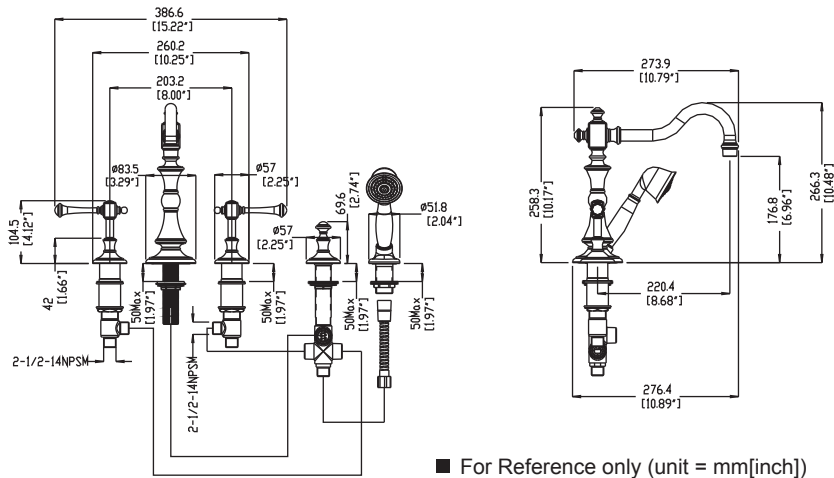 386.6
[15.22"]
260.2
[10.25"]
203.2
[8.00"]
ø83.5
[3.29"]
ø57
[2.25"]
69.6
[2.74"]
ø51.8
[2.04"]
ø57
[2.25"]
104.5
[4.12"]
42
[1.66"]
50Max
[1.97"]
50Max
[1.97"]
50Max
[1.97"]
50Max
[1.97"]
2-1/2-14NPSM
2-1/2-14NPSM
273.9
[10.79"]
258.3
[10.17"]
176.8
[6.96"]
266.3
[10.48"]
220.4
[8.68"]
276.4
[10.89"]
■ For Reference only (unit = mm[inch])